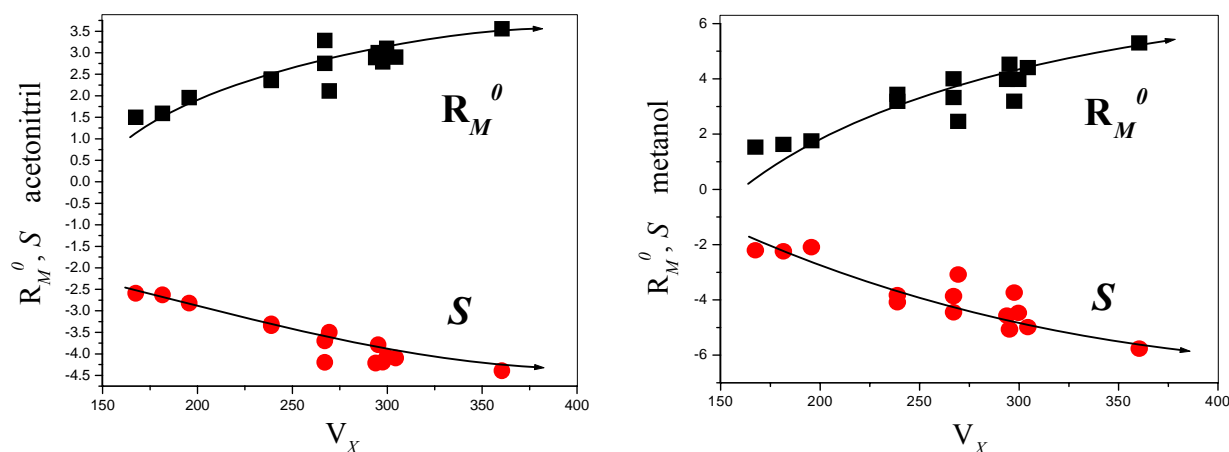 R_M^0, S acetonitril
3.5
3.0
2.5
2.0
1.5
1.0
0.5
0.0
-0.5
-1.0
-1.5
-2.0
-2.5
-3.0
-3.5
-4.0
-4.5
R_M^0
S
150 200 250 300 350 400
V_X
R_M^0, S metanol
6
4
2
0
-2
-4
-6
R_M^0
S
150 200 250 300 350 400
V_X